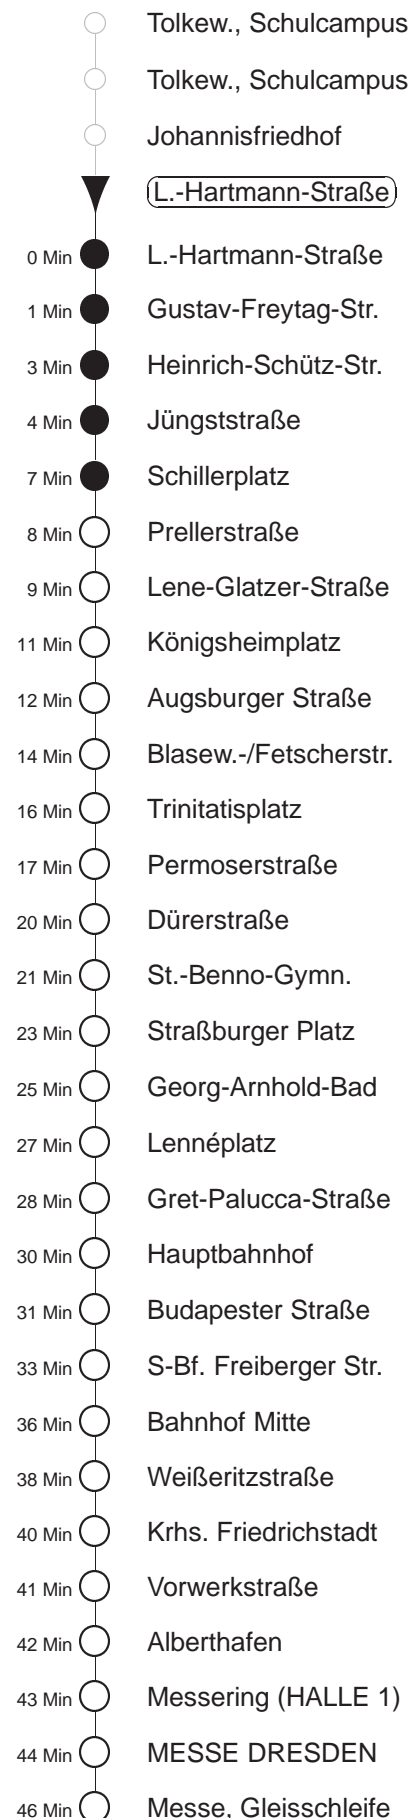 Tolkew., Schulcampus
Tolkew., Schulcampus
Johannisfriedhof
L.-Hartmann-Straße
0 Min L.-Hartmann-Straße
1 Min Gustav-Freytag-Str.
3 Min Heinrich-Schütz-Str.
4 Min Jüngststraße
7 Min Schillerplatz
8 Min Prellerstraße
9 Min Lene-Glatzer-Straße
11 Min Königsheimplatz
12 Min Augsburger Straße
14 Min Blasew.-/Fetscherstr.
16 Min Trinitatisplatz
17 Min Permoserstraße
20 Min Dürerstraße
21 Min St.-Benno-Gymn.
23 Min Straßburger Platz
25 Min Georg-Arnhold-Bad
27 Min Lennéplatz
28 Min Gret-Palucca-Straße
30 Min Hauptbahnhof
31 Min Budapester Straße
33 Min S-Bf. Freiberger Str.
36 Min Bahnhof Mitte
38 Min Weißeritzstraße
40 Min Krhs. Friedrichstadt
41 Min Vorwerkstraße
42 Min Alberthafen
43 Min Messering (HALLE 1)
44 Min MESSE DRESDEN
46 Min Messe, Gleisschleife